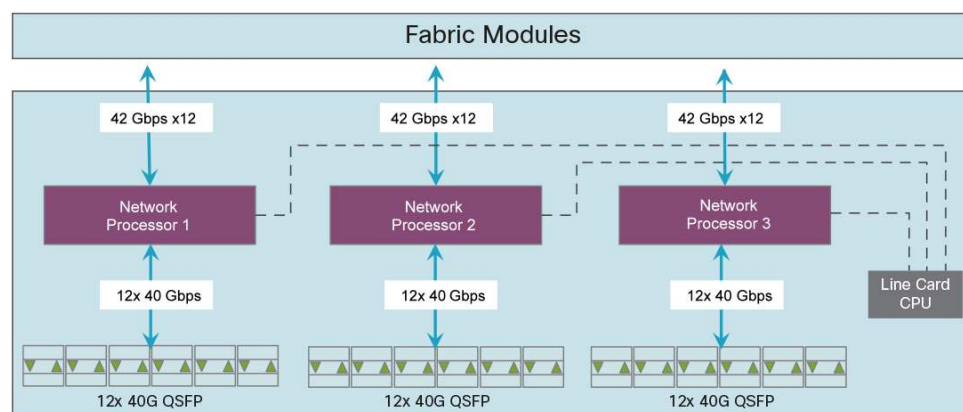 Fabric Modules
42 Gbps x12
42 Gbps x12
42 Gbps x12
Network
Processor 1
Network
Processor 2
Network
Processor 3
Line Card
CPU
12x 40 Gbps
12x 40 Gbps
12x 40 Gbps
12x 40G QSFP
12x 40G QSFP
12x 40G QSFP